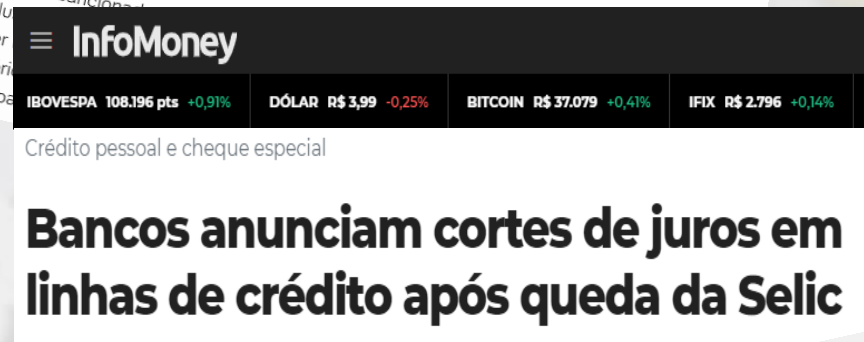 InfoMoney
IBOVESPA 108.196 pts +0,91% DÓLAR R$ 3,99 -0,25% BITCOIN R$ 37.079 +0,41% IFIX R$ 2.796 +0,14%
Crédito pessoal e cheque especial
Bancos anunciam cortes de juros em
linhas de crédito após queda da Selic